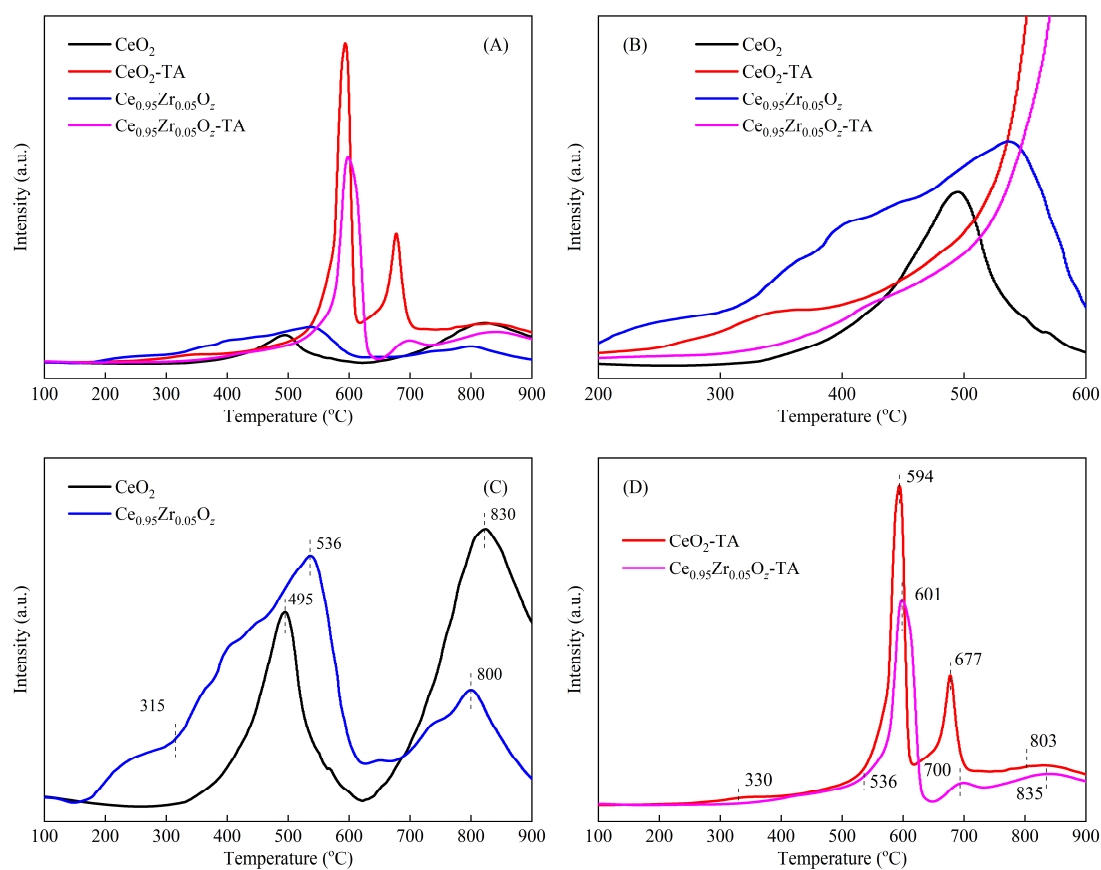 (A)
CeO₂
CeO₂-TA
Ce₀.₉₅Zr₀.₀₅O𝓏
Ce₀.₉₅Zr₀.₀₅O𝓏-TA
Intensity (a.u.)
100 200 300 400 500 600 700 800 900
Temperature (°C)
(B)
CeO₂
CeO₂-TA
Ce₀.₉₅Zr₀.₀₅O𝓏
Ce₀.₉₅Zr₀.₀₅O𝓏-TA
Intensity (a.u.)
200 300 400 500 600
Temperature (°C)
(C)
CeO₂
Ce₀.₉₅Zr₀.₀₅O𝓏
830
536
495
800
315
Intensity (a.u.)
100 200 300 400 500 600 700 800 900
Temperature (°C)
(D)
594
CeO₂-TA
Ce₀.₉₅Zr₀.₀₅O𝓏-TA
601
677
803
330
536
700
835
Intensity (a.u.)
100 200 300 400 500 600 700 800 900
Temperature (°C)